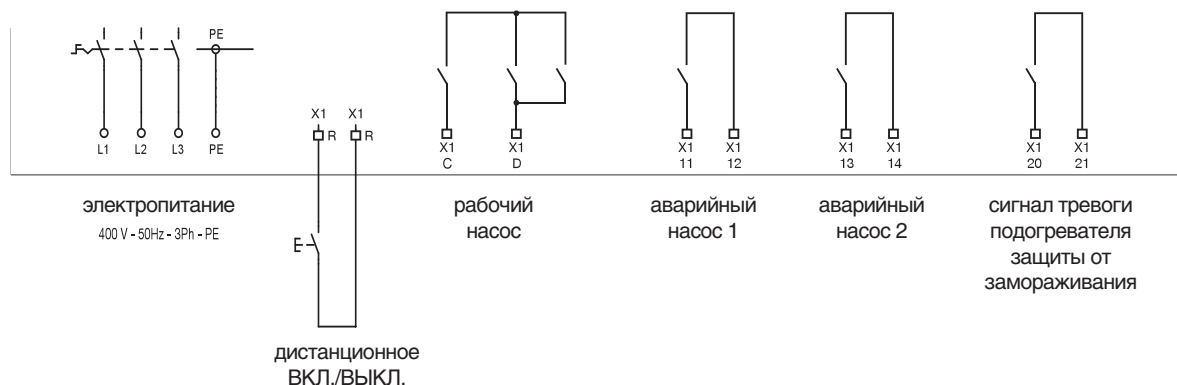 PE
L1 L2 L3 PE
X1 X1
R R
X1 X1
C D
X1 X1
11 12
X1 X1
13 14
X1 X1
20 21
электропитание
400 V - 50Hz - 3Ph - PE
дистанционное
ВКЛ./ВЫКЛ.
рабочий
насос
аварийный
насос 1
аварийный
насос 2
сигнал тревоги
подогревателя
защиты от
замораживания